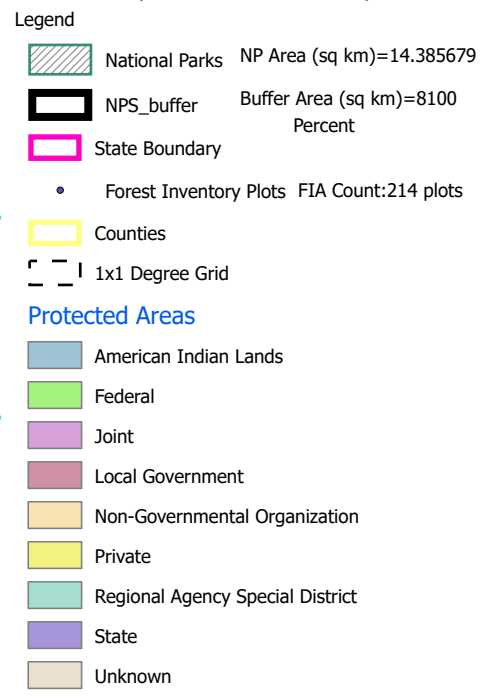 Legend
National Parks NP Area (sq km)=14.385679
NPS_buffer Buffer Area (sq km)=8100
Percent
State Boundary
Forest Inventory Plots FIA Count:214 plots
Counties
1x1 Degree Grid
Protected Areas
American Indian Lands
Federal
Joint
Local Government
Non-Governmental Organization
Private
Regional Agency Special District
State
Unknown